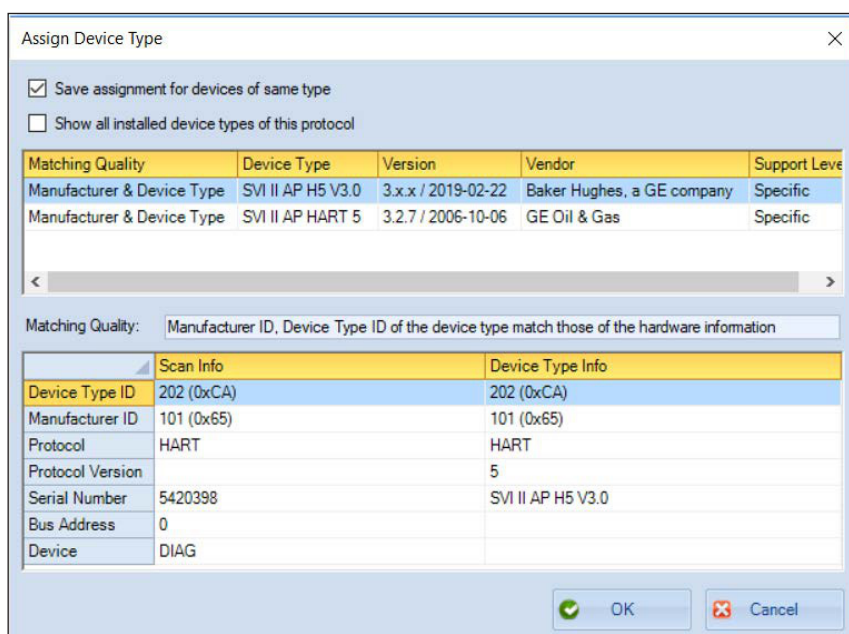 Assign Device Type
Save assignment for devices of same type
Show all installed device types of this protocol
Matching Quality Device Type Version Vendor Support Leve
Manufacturer & Device Type SVI II AP H5 V3.0 3.x.x / 2019-02-22 Baker Hughes, a GE company Specific
Manufacturer & Device Type SVI II AP HART 5 3.2.7 / 2006-10-06 GE Oil & Gas Specific
Matching Quality: Manufacturer ID, Device Type ID of the device type match those of the hardware information
Scan Info Device Type Info
Device Type ID 202 (0xCA) 202 (0xCA)
Manufacturer ID 101 (0x65) 101 (0x65)
Protocol HART HART
Protocol Version 5
Serial Number 5420398 SVI II AP H5 V3.0
Bus Address 0
Device DIAG
OK Cancel